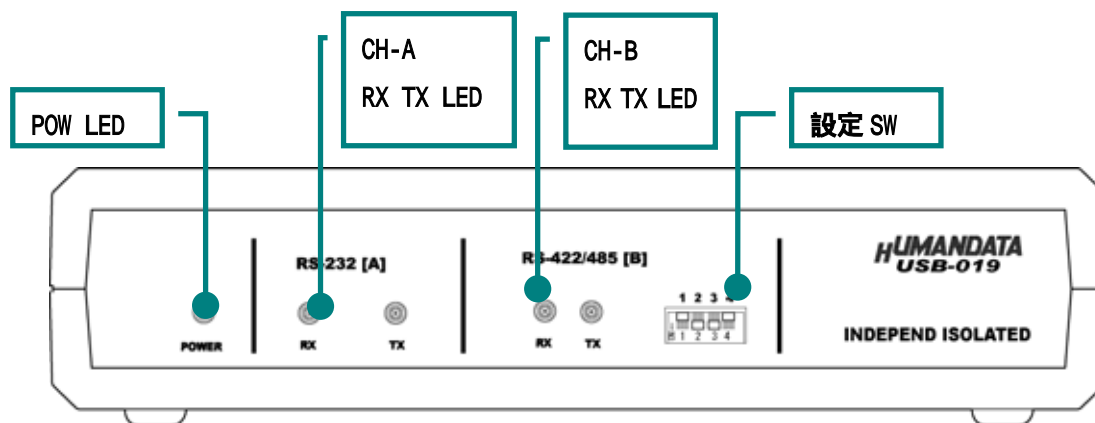 CH-A
RX TX LED
CH-B
RX TX LED
POW LED
設定 SW
RS-232 [A]
RS-422/485 [B]
HUMANDATA
USB-019
1 2 3 4
1 2 3 4
POWER
RX
TX
RX
TX
INDEPEND ISOLATED